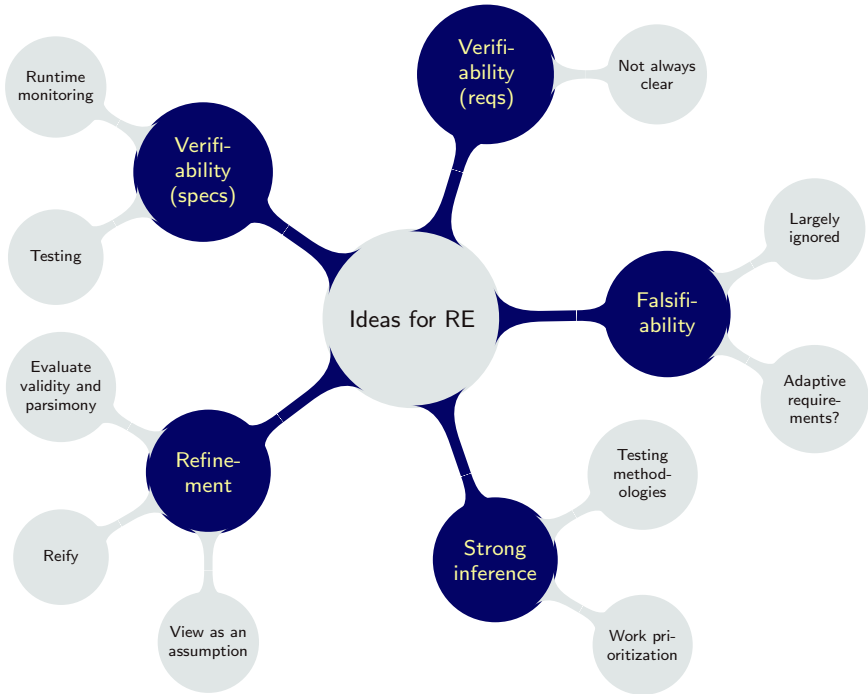 Ideas for RE
Verifi-
ability
(reqs)
Not always
clear
Verifi-
ability
(specs)
Runtime
monitoring
Testing
Refine-
ment
Evaluate
validity and
parsimony
Reify
View as an
assumption
Strong
inference
Testing
method-
ologies
Work pri-
oritization
Falsifi-
ability
Largely
ignored
Adaptive
require-
ments?